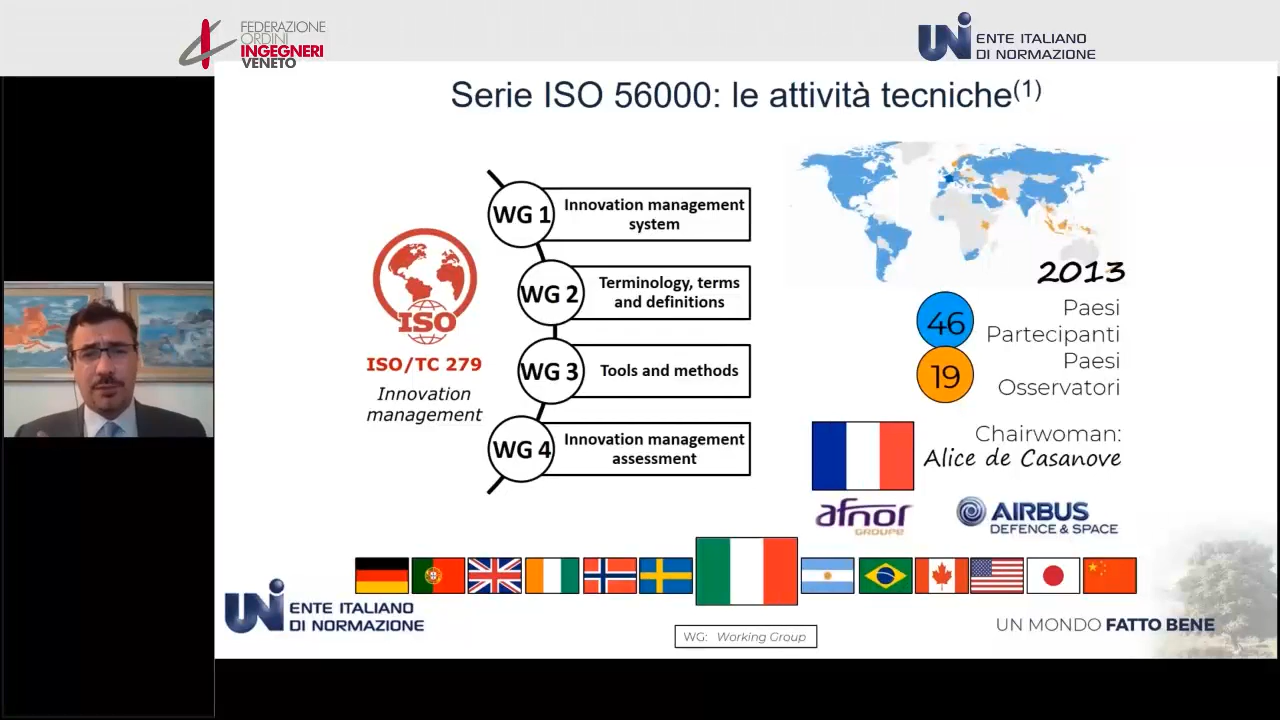 FEDERAZIONE
ORDINI
INGEGNERI
VENETO
UNI ENTE ITALIANO
DI NORMAZIONE
Serie ISO 56000: le attività tecniche(1)
WG 1
Innovation management
system
WG 2
Terminology, terms
and definitions
WG 3
Tools and methods
WG 4
Innovation management
assessment
ISO
ISO/TC 279
Innovation
management
2013
46
Paesi
Partecipanti
19
Paesi
Osservatori
Chairwoman:
Alice de Casanove
afnor
GROUPE
AIRBUS
DEFENCE & SPACE
UNI ENTE ITALIANO
DI NORMAZIONE
WG: Working Group
UN MONDO FATTO BENE